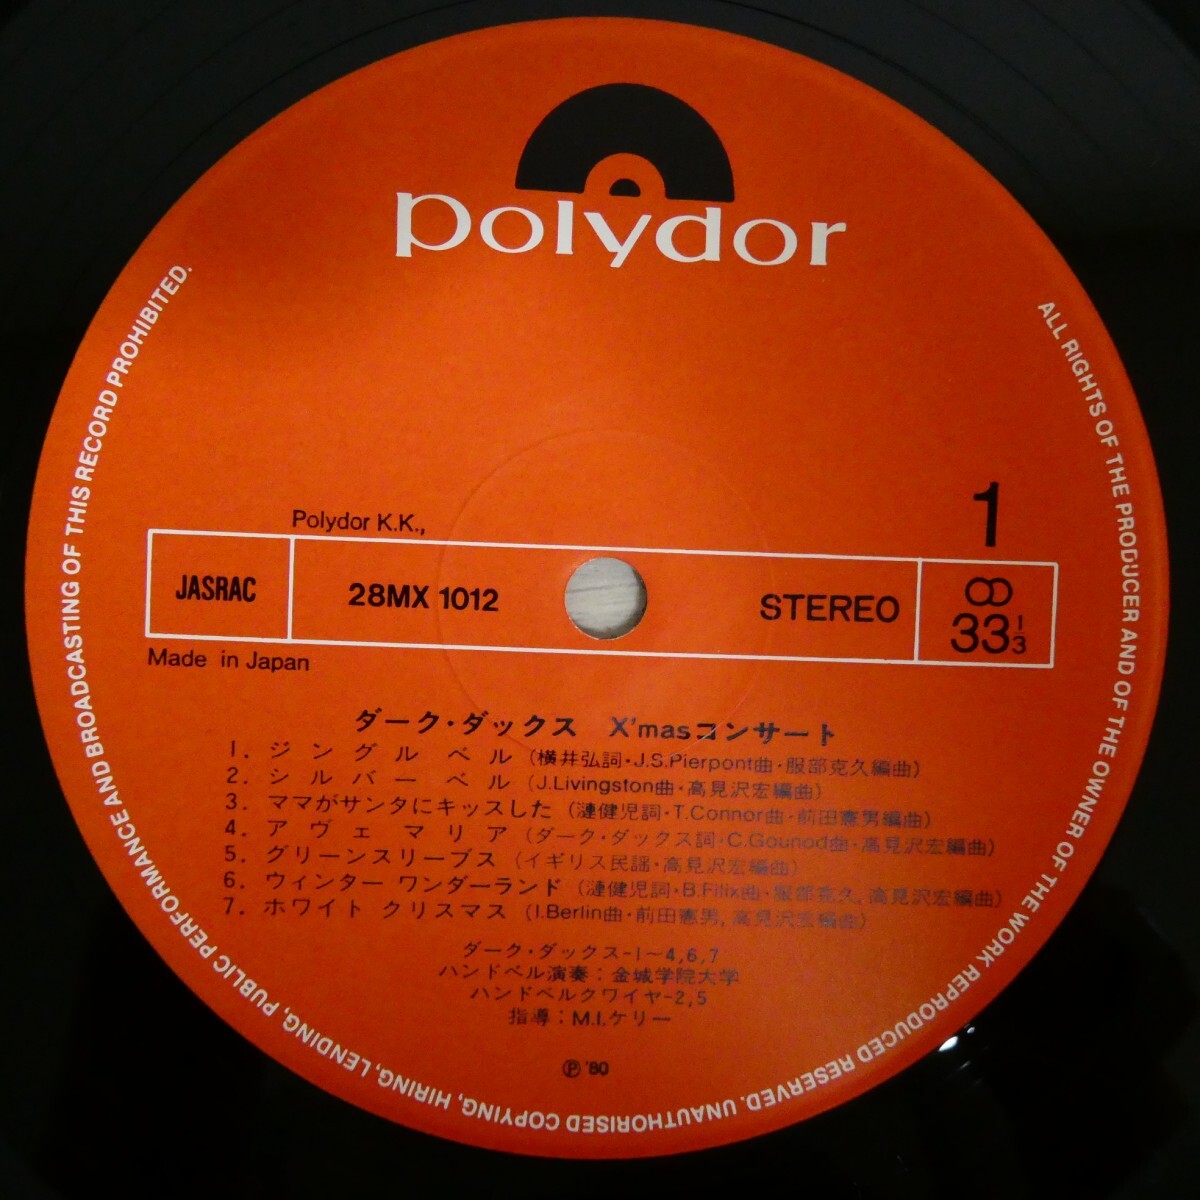 polydor
1
Polydor K.K.,
JASRAC
28MX 1012
STEREO
33 1/3
Made in Japan
ダーク・ダックス X'masコンサート
1. ジングルベル (横井弘詞・J.S.Pierpont曲・服部克久編曲)
2. シルバーベル (J.Livingston曲・高見沢宏編曲)
3. ママがサンタにキッスした (漣健児詞・T.Connor曲・前田憲男編曲)
4. アヴェ マリア (ダーク・ダックス詞・C.Gounod曲・高見沢宏編曲)
5. グリーンスリーブス (イギリス民謡・高見沢宏編曲)
6. ウィンター ワンダーランド (漣健児詞・B.Filix曲・服部克久, 高見沢宏編曲)
7. ホワイト クリスマス (I.Berlin曲・前田憲男, 高見沢宏編曲)
ダーク・ダックス-1～4,6,7
ハンドベル演奏: 金城学院大学
ハンドベルクワイヤ-2,5
指導: M.I.ケリー
Ⓟ '80
ALL RIGHTS OF THE PRODUCER AND OF THE OWNER OF THE WORK REPRODUCED RESERVED. UNAUTHORISED COPYING, HIRING, LENDING, PUBLIC PERFORMANCE AND BROADCASTING OF THIS RECORD PROHIBITED.